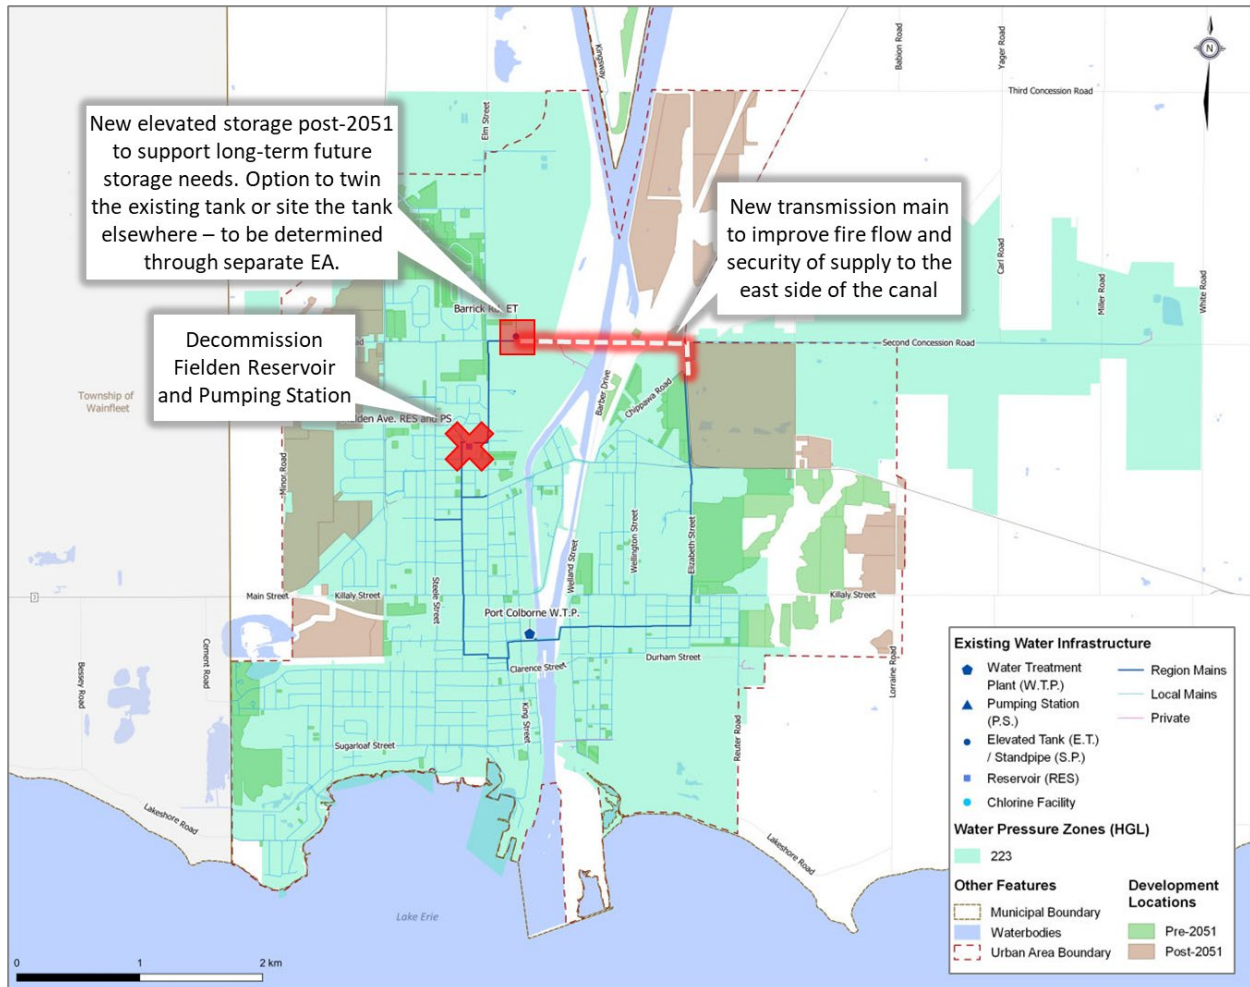 Kingsway
Babion Road
Yager Road
N
Third Concession Road
Elm Street
New elevated storage post-2051
to support long-term future
storage needs. Option to twin
the existing tank or site the tank
elsewhere – to be determined
through separate EA.
New transmission main
to improve fire flow and
security of supply to the
east side of the canal
Carl Road
Miller Road
White Road
Barrick Rd. ET
Decommission
Fielden Reservoir
and Pumping Station
Second Concession Road
Township of
Wainfleet
Barber Drive
Chippawa Road
Ave. RES and PS
Minor Road
Steele Street
Welland Street
Wellington Street
Elizabeth Street
3
Main Street
Killaly Street
Killaly Street
Port Colborne W.T.P.
Cement Road
Bessey Road
Clarence Street
Durham Street
Lorraine Road
King Street
Reuter Road
Sugarloaf Street
Lakeshore Road
Lakeshore Road
Lake Erie
0 1 2 km
Existing Water Infrastructure
Water Treatment
Plant (W.T.P.)
Pumping Station
(P.S.)
Elevated Tank (E.T.)
/ Standpipe (S.P.)
Reservoir (RES)
Chlorine Facility
Region Mains
Local Mains
Private
Water Pressure Zones (HGL)
223
Other Features
Municipal Boundary
Waterbodies
Urban Area Boundary
Development
Locations
Pre-2051
Post-2051